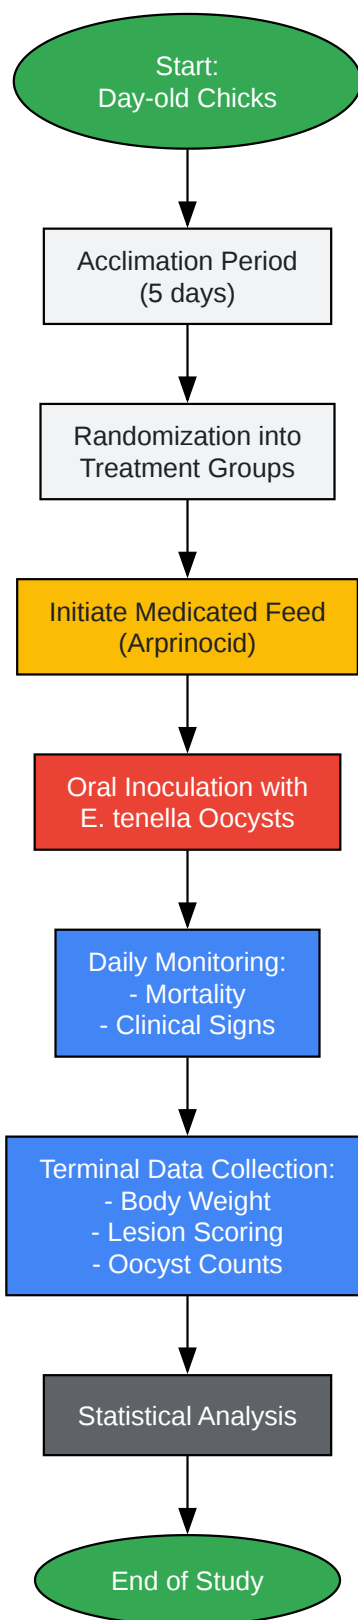 Start:
Day-old Chicks
Acclimation Period
(5 days)
Randomization into
Treatment Groups
Initiate Medicated Feed
(Arprinocid)
Oral Inoculation with
E. tenella Oocysts
Daily Monitoring:
- Mortality
- Clinical Signs
Terminal Data Collection:
- Body Weight
- Lesion Scoring
- Oocyst Counts
Statistical Analysis
End of Study